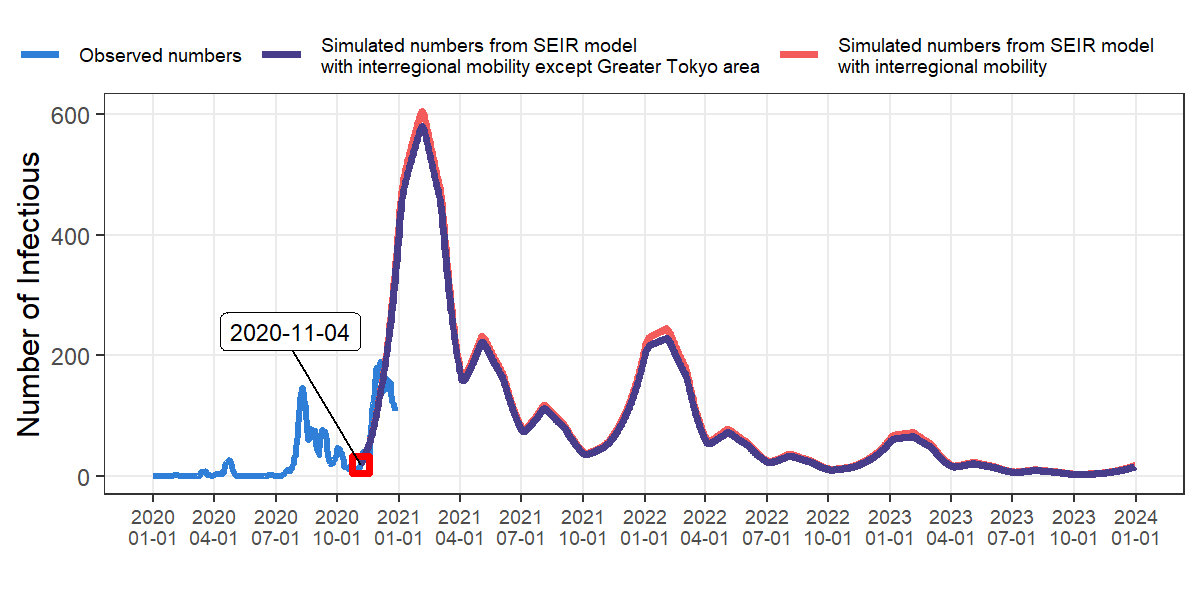 Observed numbers
Simulated numbers from SEIR model
with interregional mobility except Greater Tokyo area
Simulated numbers from SEIR model
with interregional mobility
Number of Infectious
600
400
200
0
2020-11-04
2020 2020 2020 2020 2021 2021 2021 2021 2022 2022 2022 2022 2023 2023 2023 2023 2024
01-01 04-01 07-01 10-01 01-01 04-01 07-01 10-01 01-01 04-01 07-01 10-01 01-01 04-01 07-01 10-01 01-01